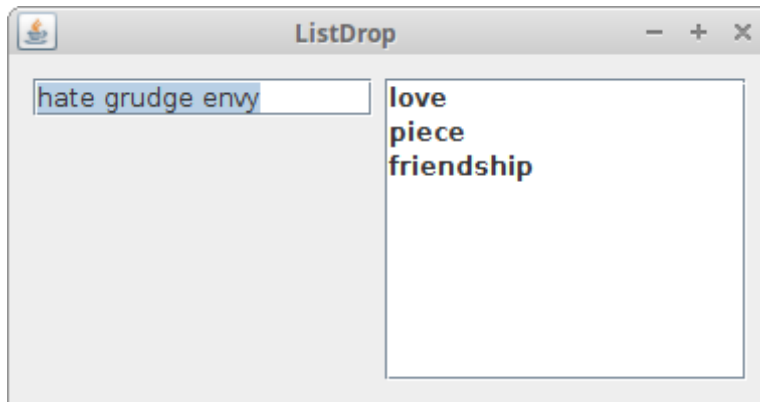 ListDrop
hate grudge envy
love
piece
friendship